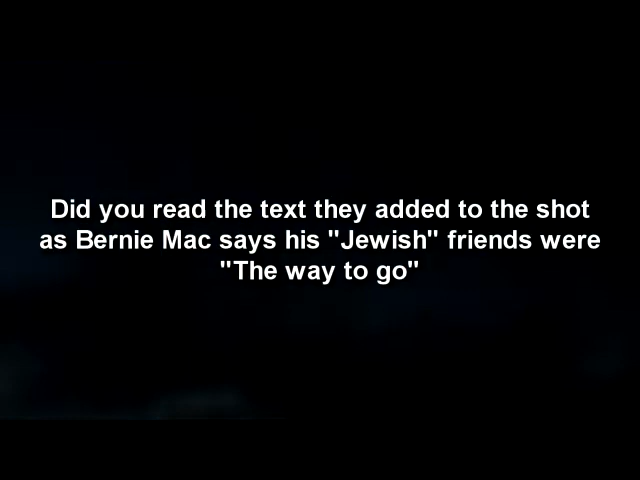 Did you read the text they added to the shot
as Bernie Mac says his "Jewish" friends were
"The way to go"